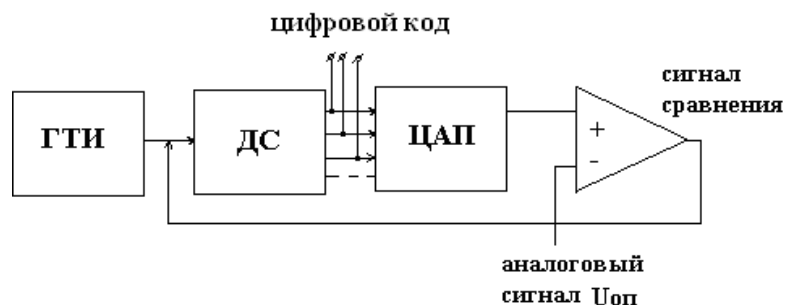 цифровой код
сигнал
сравнения
ГТИ
ДС
ЦАП
+
-
аналоговый
сигнал Uоп